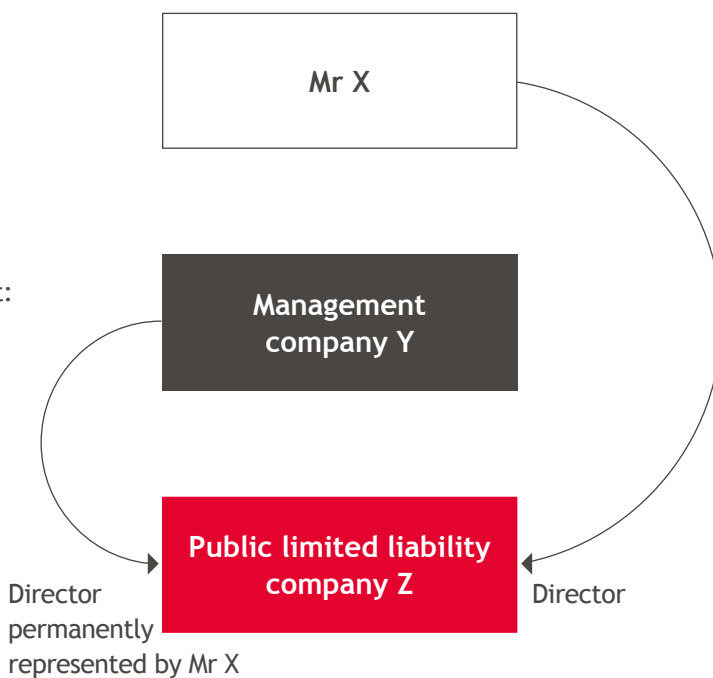 Mr X
t:
Management
company Y
Public limited liability
company Z
Director
permanently
represented by Mr X
Director